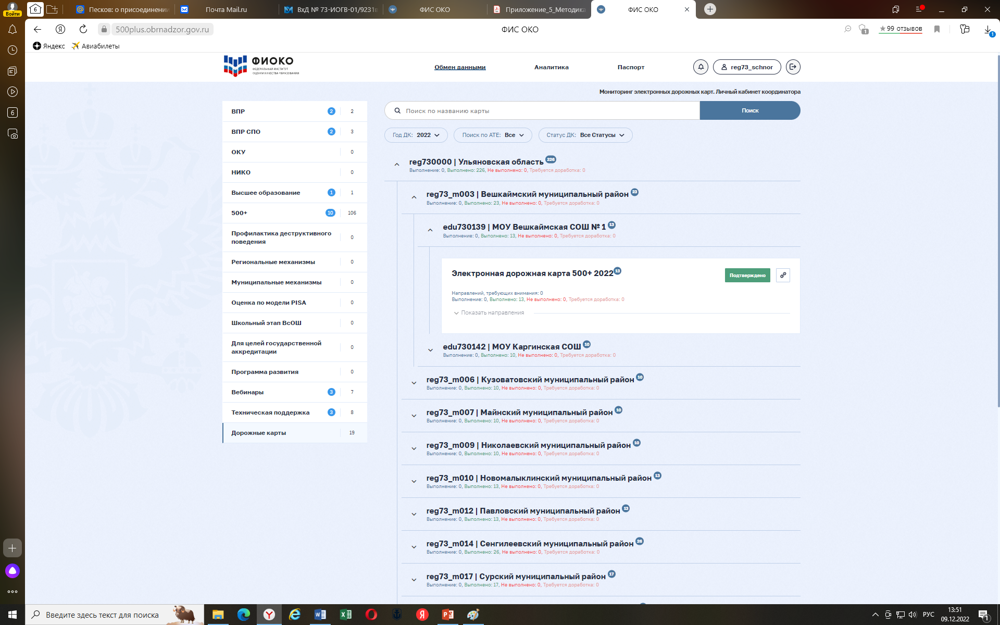 Войти
6
Песков: о присоединении
Почта Mail.ru
ВхД № 73-ИОГВ-01/9231в
ФИС ОКО
Приложение_5_Методика
ФИС ОКО
500plus.obrnadzor.gov.ru
ФИС ОКО
1
99 отзывов
1
Яндекс
Авиабилеты
6
ФИОКО
ФЕДЕРАЛЬНЫЙ ИНСТИТУТ
ОЦЕНКИ КАЧЕСТВА ОБРАЗОВАНИЯ
Обмен данными
Аналитика
Паспорт
reg73_schnor
Мониторинг электронных дорожных карт. Личный кабинет координатора
ВПР 2 2
ВПР СПО 2 3
ОКУ 0
НИКО 0
Высшее образование 1 1
500+ 10 106
Профилактика деструктивного
поведения 0
Региональные механизмы 0
Муниципальные механизмы 0
Оценка по модели PISA 0
Школьный этап ВсОШ 0
Для целей государственной
аккредитации 0
Программа развития 0
Вебинары 3 7
Техническая поддержка 3 8
Дорожные карты 19
Поиск по названию карты
Поиск
Год ДК: 2022
Поиск по АТЕ: Все
Статус ДК: Все Статусы
reg730000 | Ульяновская область 226
Выполнение: 0, Выполнено: 226, Не выполнено: 0, Требуется доработка: 0
reg73_m003 | Вешкаймский муниципальный район 23
Выполнение: 0, Выполнено: 23, Не выполнено: 0, Требуется доработка: 0
edu730139 | МОУ Вешкаймская СОШ № 1 13
Выполнение: 0, Выполнено: 13, Не выполнено: 0, Требуется доработка: 0
Электронная дорожная карта 500+ 2022 13
Подтверждено
Направлений, требующих внимания: 0
Выполнение: 0, Выполнено: 13, Не выполнено: 0, Требуется доработка: 0
Показать направления
edu730142 | МОУ Каргинская СОШ 10
Выполнение: 0, Выполнено: 10, Не выполнено: 0, Требуется доработка: 0
reg73_m006 | Кузоватовский муниципальный район 10
Выполнение: 0, Выполнено: 10, Не выполнено: 0, Требуется доработка: 0
reg73_m007 | Майнский муниципальный район 10
Выполнение: 0, Выполнено: 10, Не выполнено: 0, Требуется доработка: 0
reg73_m009 | Николаевский муниципальный район 10
Выполнение: 0, Выполнено: 10, Не выполнено: 0, Требуется доработка: 0
reg73_m010 | Новомалыклинский муниципальный район 13
Выполнение: 0, Выполнено: 13, Не выполнено: 0, Требуется доработка: 0
reg73_m012 | Павловский муниципальный район 13
Выполнение: 0, Выполнено: 13, Не выполнено: 0, Требуется доработка: 0
reg73_m014 | Сенгилеевский муниципальный район 26
Выполнение: 0, Выполнено: 26, Не выполнено: 0, Требуется доработка: 0
reg73_m017 | Сурский муниципальный район 17
Выполнение: 0, Выполнено: 17, Не выполнено: 0, Требуется доработка: 0
Введите здесь текст для поиска
РУС
13:51
09.12.2022
1